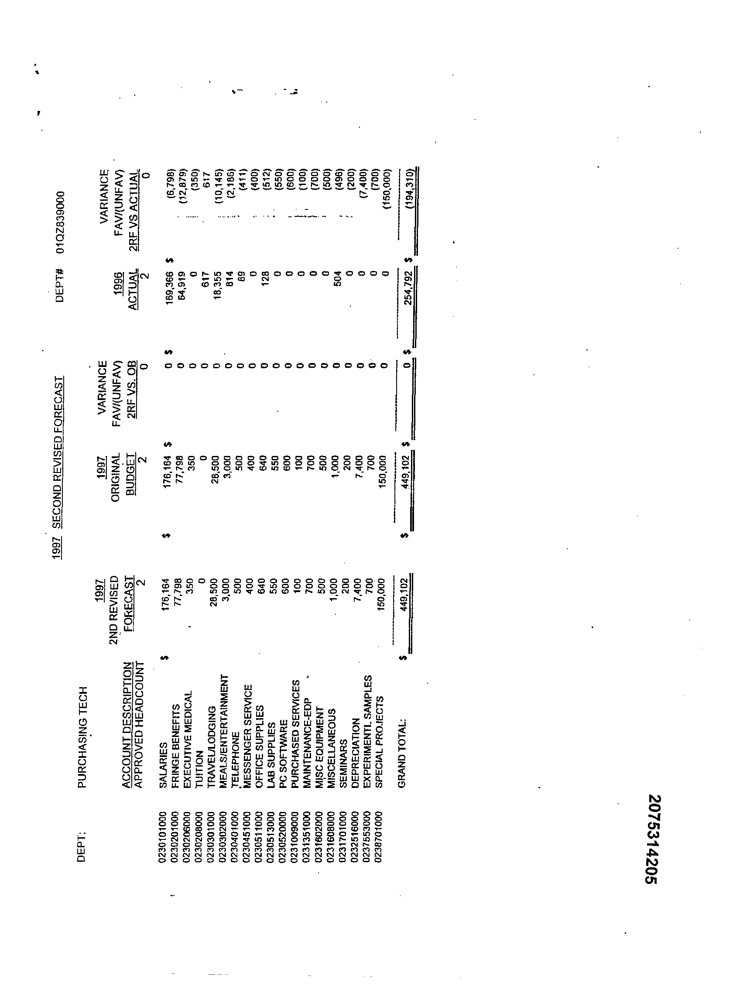 1997 SECOND REVISED FORECAST
DEPT: PURCHASING TECH DEPT# 01QZ839000
1997 1997 VARIANCE VARIANCE
2ND REVISED ORIGINAL FAV/(UNFAV) 1996 FAV/(UNFAV)
ACCOUNT DESCRIPTION FORECAST BUDGET 2RF VS. OB ACTUAL 2RF VS ACTUAL
APPROVED HEADCOUNT 2 2 0 2 0
0230101000 SALARIES $ 176,164 $ 176,164 $ 0 $ 169,366 $ (6,798)
0230201000 FRINGE BENEFITS 77,798 77,798 0 64,919 (12,879)
0230206000 EXECUTIVE MEDICAL 350 350 0 0 (350)
0230208000 TUITION 0 0 0 617 617
0230301000 TRAVEL/LODGING 28,500 28,500 0 18,355 (10,145)
0230302000 MEALS/ENTERTAINMENT 3,000 3,000 0 814 (2,186)
0230401000 TELEPHONE 500 500 0 89 (411)
0230451000 MESSENGER SERVICE 400 400 0 0 (400)
0230511000 OFFICE SUPPLIES 640 640 0 128 (512)
0230513000 LAB SUPPLIES 550 550 0 0 (550)
0230520000 PC SOFTWARE 600 600 0 0 (600)
0231009000 PURCHASED SERVICES 100 100 0 0 (100)
0231351000 MAINTENANCE-EDP 700 700 0 0 (700)
0231602000 MISC EQUIPMENT 500 500 0 0 (500)
0231608000 MISCELLANEOUS 1,000 1,000 0 504 (496)
0231701000 SEMINARS 200 200 0 0 (200)
0232516000 DEPRECIATION 7,400 7,400 0 0 (7,400)
0237553000 EXPERIMENTL SAMPLES 700 700 0 0 (700)
0238701000 SPECIAL PROJECTS 150,000 150,000 0 0 (150,000)
GRAND TOTAL: $ 449,102 $ 449,102 $ 0 $ 254,792 $ (194,310)
2075314205